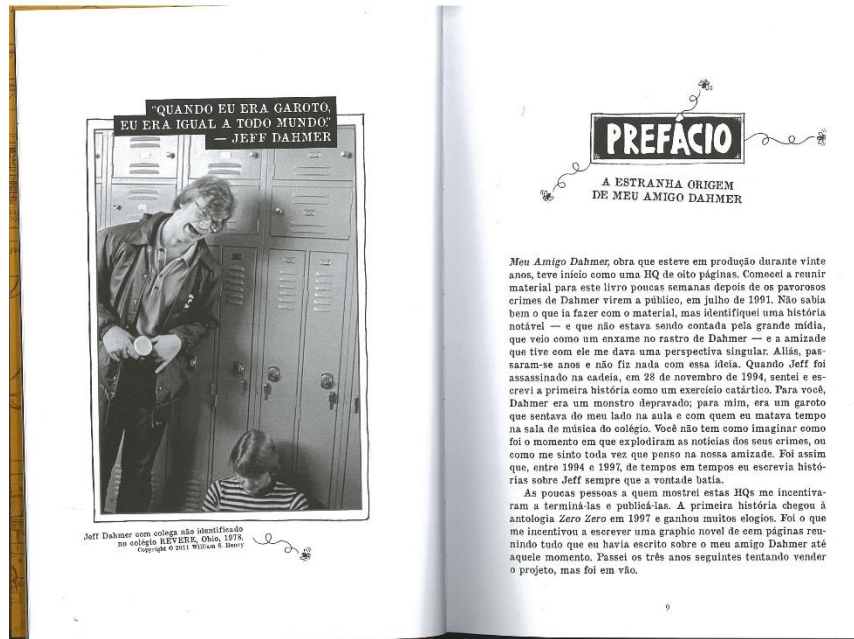 "QUANDO EU ERA GAROTO,
EU ERA IGUAL A TODO MUNDO."
— JEFF DAHMER
Jeff Dahmer com colega não identificado
no colégio REVERE, Ohio, 1978.
Copyright © 2011 William S. Henry
PREFÁCIO
A ESTRANHA ORIGEM
DE MEU AMIGO DAHMER
Meu Amigo Dahmer, obra que esteve em produção durante vinte
anos, teve início como uma HQ de oito páginas. Comecei a reunir
material para este livro poucas semanas depois de os pavorosos
crimes de Dahmer virem a público, em julho de 1991. Não sabia
bem o que ia fazer com o material, mas identifiquei uma história
notável — e que não estava sendo contada pela grande mídia,
que veio como um enxame no rastro de Dahmer — e a amizade
que tive com ele me dava uma perspectiva singular. Aliás, pas-
saram-se anos e não fiz nada com essa ideia. Quando Jeff foi
assassinado na cadeia, em 28 de novembro de 1994, sentei e es-
crevi a primeira história como um exercício catártico. Para você,
Dahmer era um monstro depravado; para mim, era um garoto
que sentava do meu lado na aula e com quem eu matava tempo
na sala de música do colégio. Você não tem como imaginar como
foi o momento em que explodiram as notícias dos seus crimes, ou
como me sinto toda vez que penso na nossa amizade. Foi assim
que, entre 1994 e 1997, de tempos em tempos eu escrevia histó-
rias sobre Jeff sempre que a vontade batia.
As poucas pessoas a quem mostrei estas HQs me incentiva-
ram a terminá-las e publicá-las. A primeira história chegou à
antologia Zero Zero em 1997 e ganhou muitos elogios. Foi o que
me incentivou a escrever uma graphic novel de cem páginas reu-
nindo tudo que eu havia escrito sobre o meu amigo Dahmer até
aquele momento. Passei os três anos seguintes tentando vender
o projeto, mas foi em vão.
9